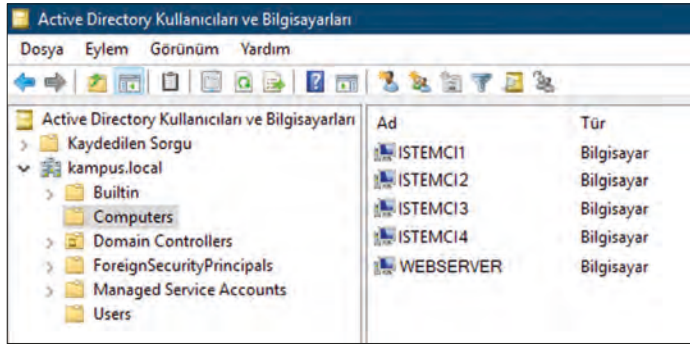 Active Directory Kullanıcıları ve Bilgisayarları
Dosya Eylem Görünüm Yardım
Active Directory Kullanıcıları ve Bilgisayarları
Kaydedilen Sorgu
kampus.local
Builtin
Computers
Domain Controllers
ForeignSecurityPrincipals
Managed Service Accounts
Users
Ad Tür
ISTEMCI1 Bilgisayar
ISTEMCI2 Bilgisayar
ISTEMCI3 Bilgisayar
ISTEMCI4 Bilgisayar
WEBSERVER Bilgisayar